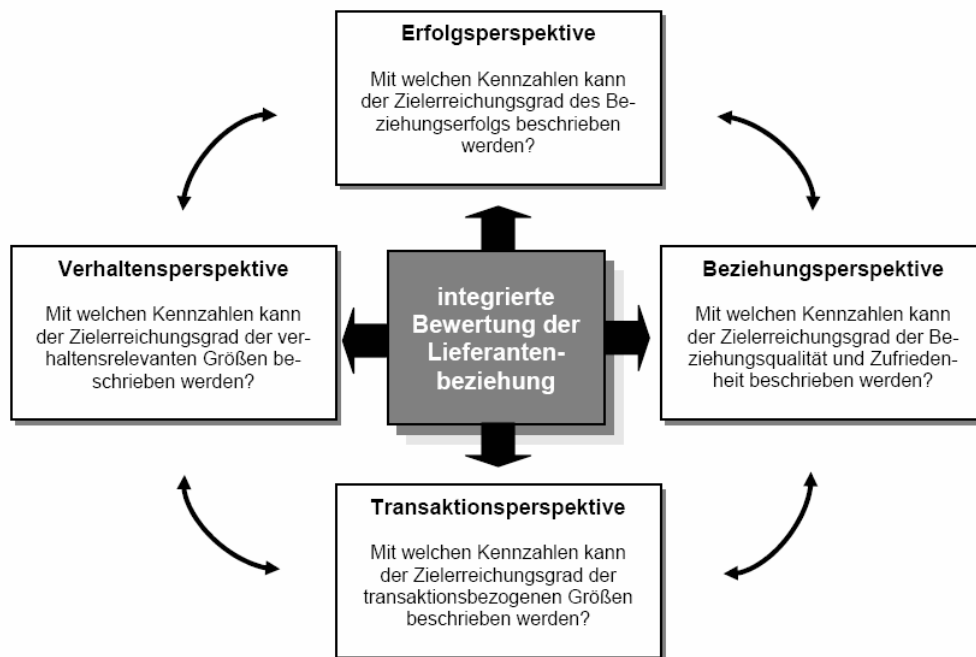 Erfolgsperspektive
Mit welchen Kennzahlen kann
der Zielerreichungsgrad des Be-
ziehungserfolgs beschrieben
werden?
Verhaltensperspektive
Mit welchen Kennzahlen kann
der Zielerreichungsgrad der ver-
haltensrelevanten Größen be-
schrieben werden?
integrierte
Bewertung der
Lieferanten-
beziehung
Beziehungsperspektive
Mit welchen Kennzahlen kann
der Zielerreichungsgrad der Be-
ziehungsqualität und Zufrieden-
heit beschrieben werden?
Transaktionsperspektive
Mit welchen Kennzahlen kann
der Zielerreichungsgrad der
transaktionsbezogenen Größen
beschrieben werden?